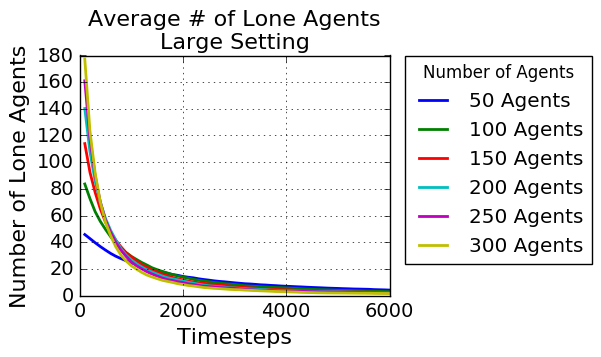 Average # of Lone Agents
Large Setting
Number of Lone Agents
180
160
140
120
100
80
60
40
20
0
0
2000
4000
6000
Timesteps
Number of Agents
50 Agents
100 Agents
150 Agents
200 Agents
250 Agents
300 Agents